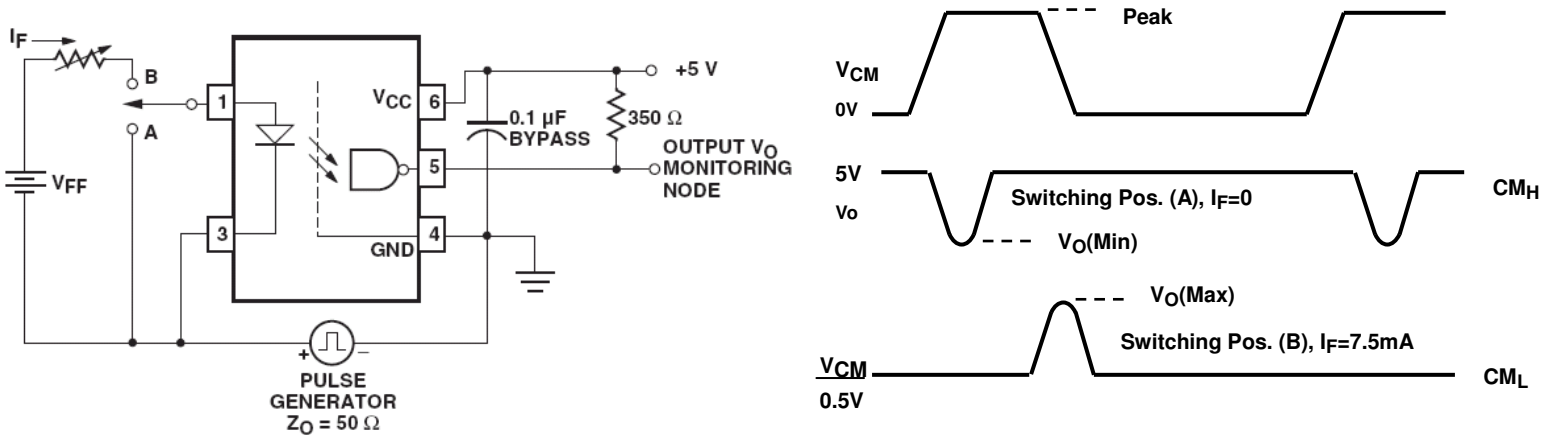 IF
B
A
VFF
1
3
VCC
6
5
GND
4
0.1 µF
BYPASS
+5 V
350 Ω
OUTPUT VO
MONITORING
NODE
+
–
PULSE
GENERATOR
ZO = 50 Ω
Peak
VCM
0V
5V
Vo
Switching Pos. (A), IF=0
CMH
VO(Min)
VO(Max)
Switching Pos. (B), IF=7.5mA
VCM
0.5V
CML